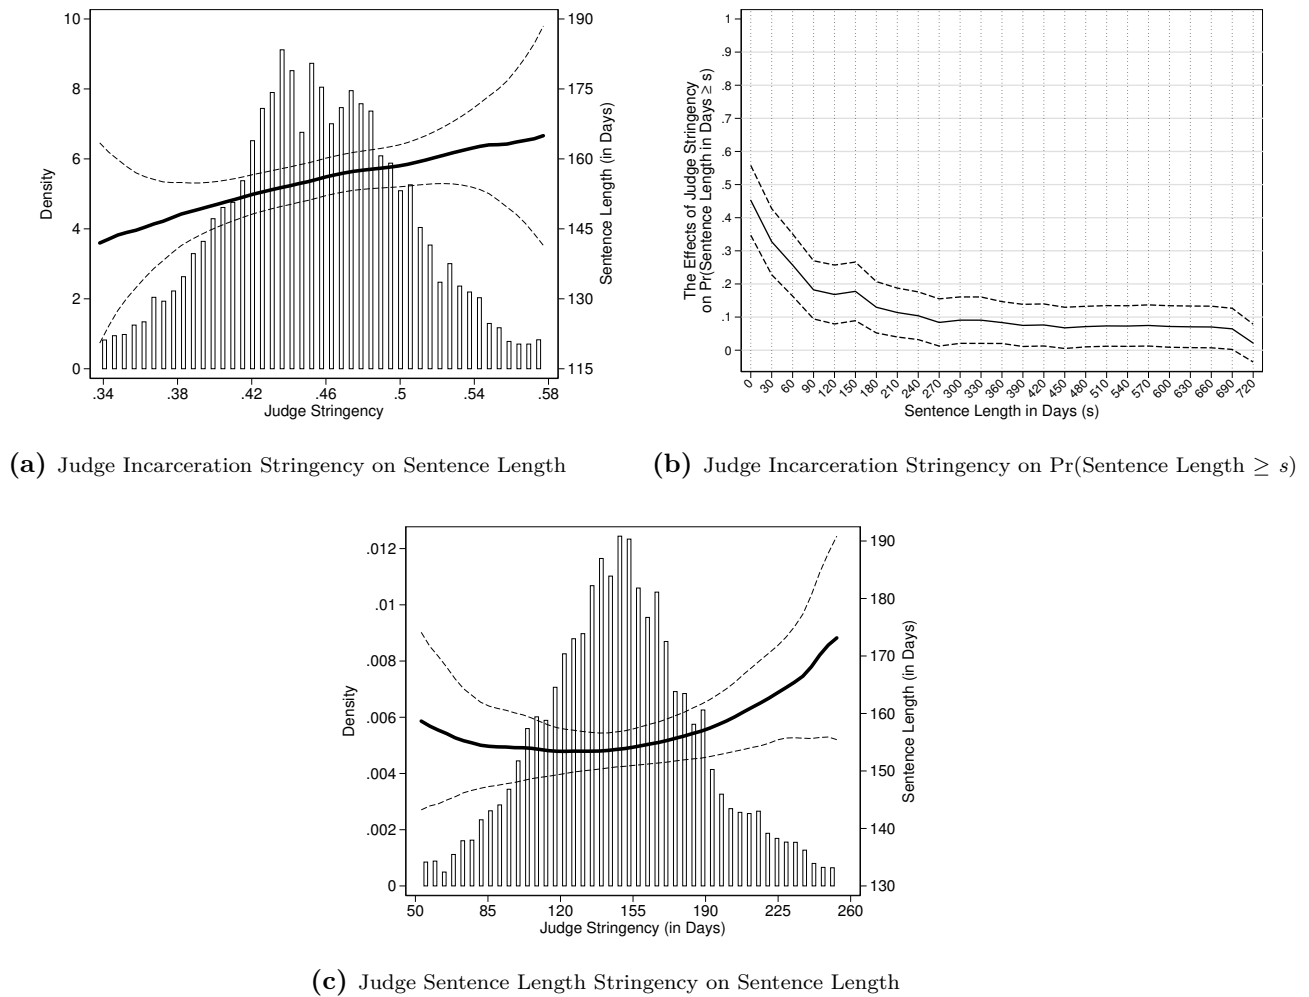 10
8
6
4
2
0
Density
190
175
160
145
130
115
Sentence Length (in Days)
.34 .38 .42 .46 .5 .54 .58
Judge Stringency
(a) Judge Incarceration Stringency on Sentence Length
1
.9
.8
.7
.6
.5
.4
.3
.2
.1
0
The Effects of Judge Stringency
on Pr(Sentence Length in Days ≥ s)
0 30 60 90 120 150 180 210 240 270 300 330 360 390 420 450 480 510 540 570 600 630 660 690 720
Sentence Length in Days (s)
(b) Judge Incarceration Stringency on Pr(Sentence Length ≥ s)
.012
.01
.008
.006
.004
.002
0
Density
190
180
170
160
150
140
130
Sentence Length (in Days)
50 85 120 155 190 225 260
Judge Stringency (in Days)
(c) Judge Sentence Length Stringency on Sentence Length